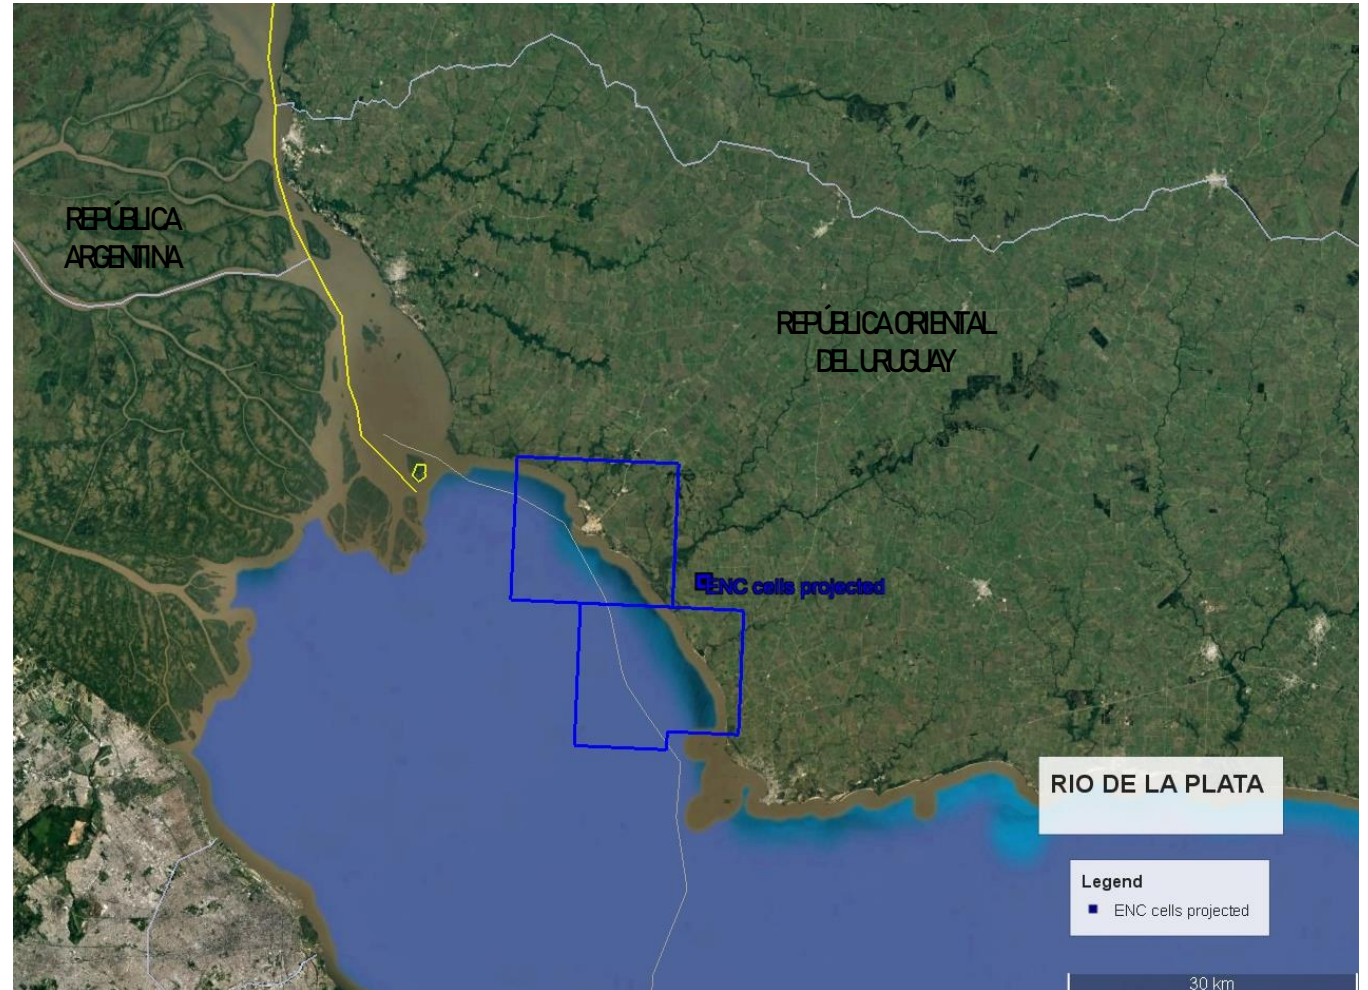 REPÚBLICA
ARGENTINA
REPÚBLICA ORIENTAL
DEL URUGUAY
ENC cells projected
RIO DE LA PLATA
Legend
ENC cells projected
30 km